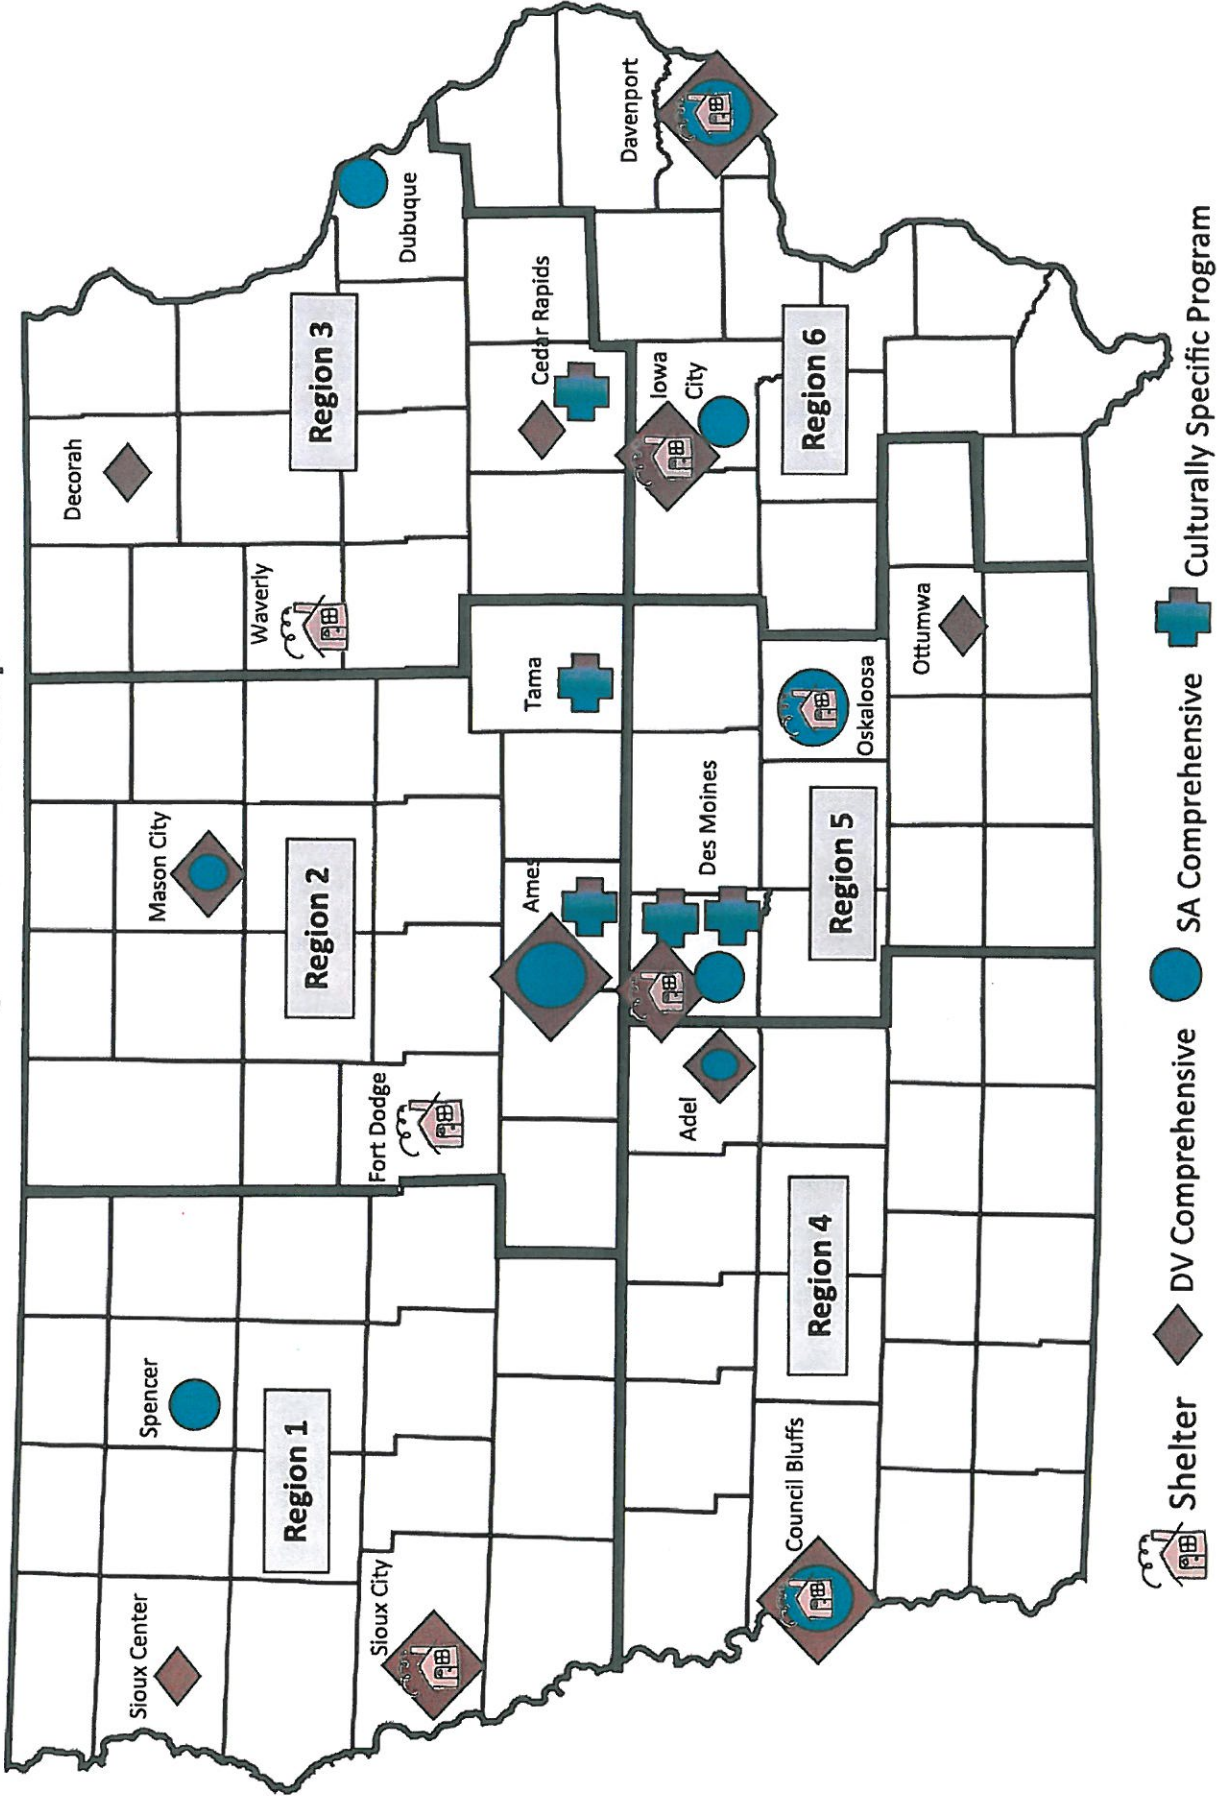 Sioux Center
Spencer
Mason City
Decorah
Region 1
Region 2
Region 3
Waverly
Sioux City
Fort Dodge
Dubuque
Ames
Tama
Cedar Rapids
Davenport
Council Bluffs
Region 4
Adel
Des Moines
Region 5
Oskaloosa
Iowa
City
Region 6
Ottumwa
Shelter
DV Comprehensive
SA Comprehensive
Culturally Specific Program